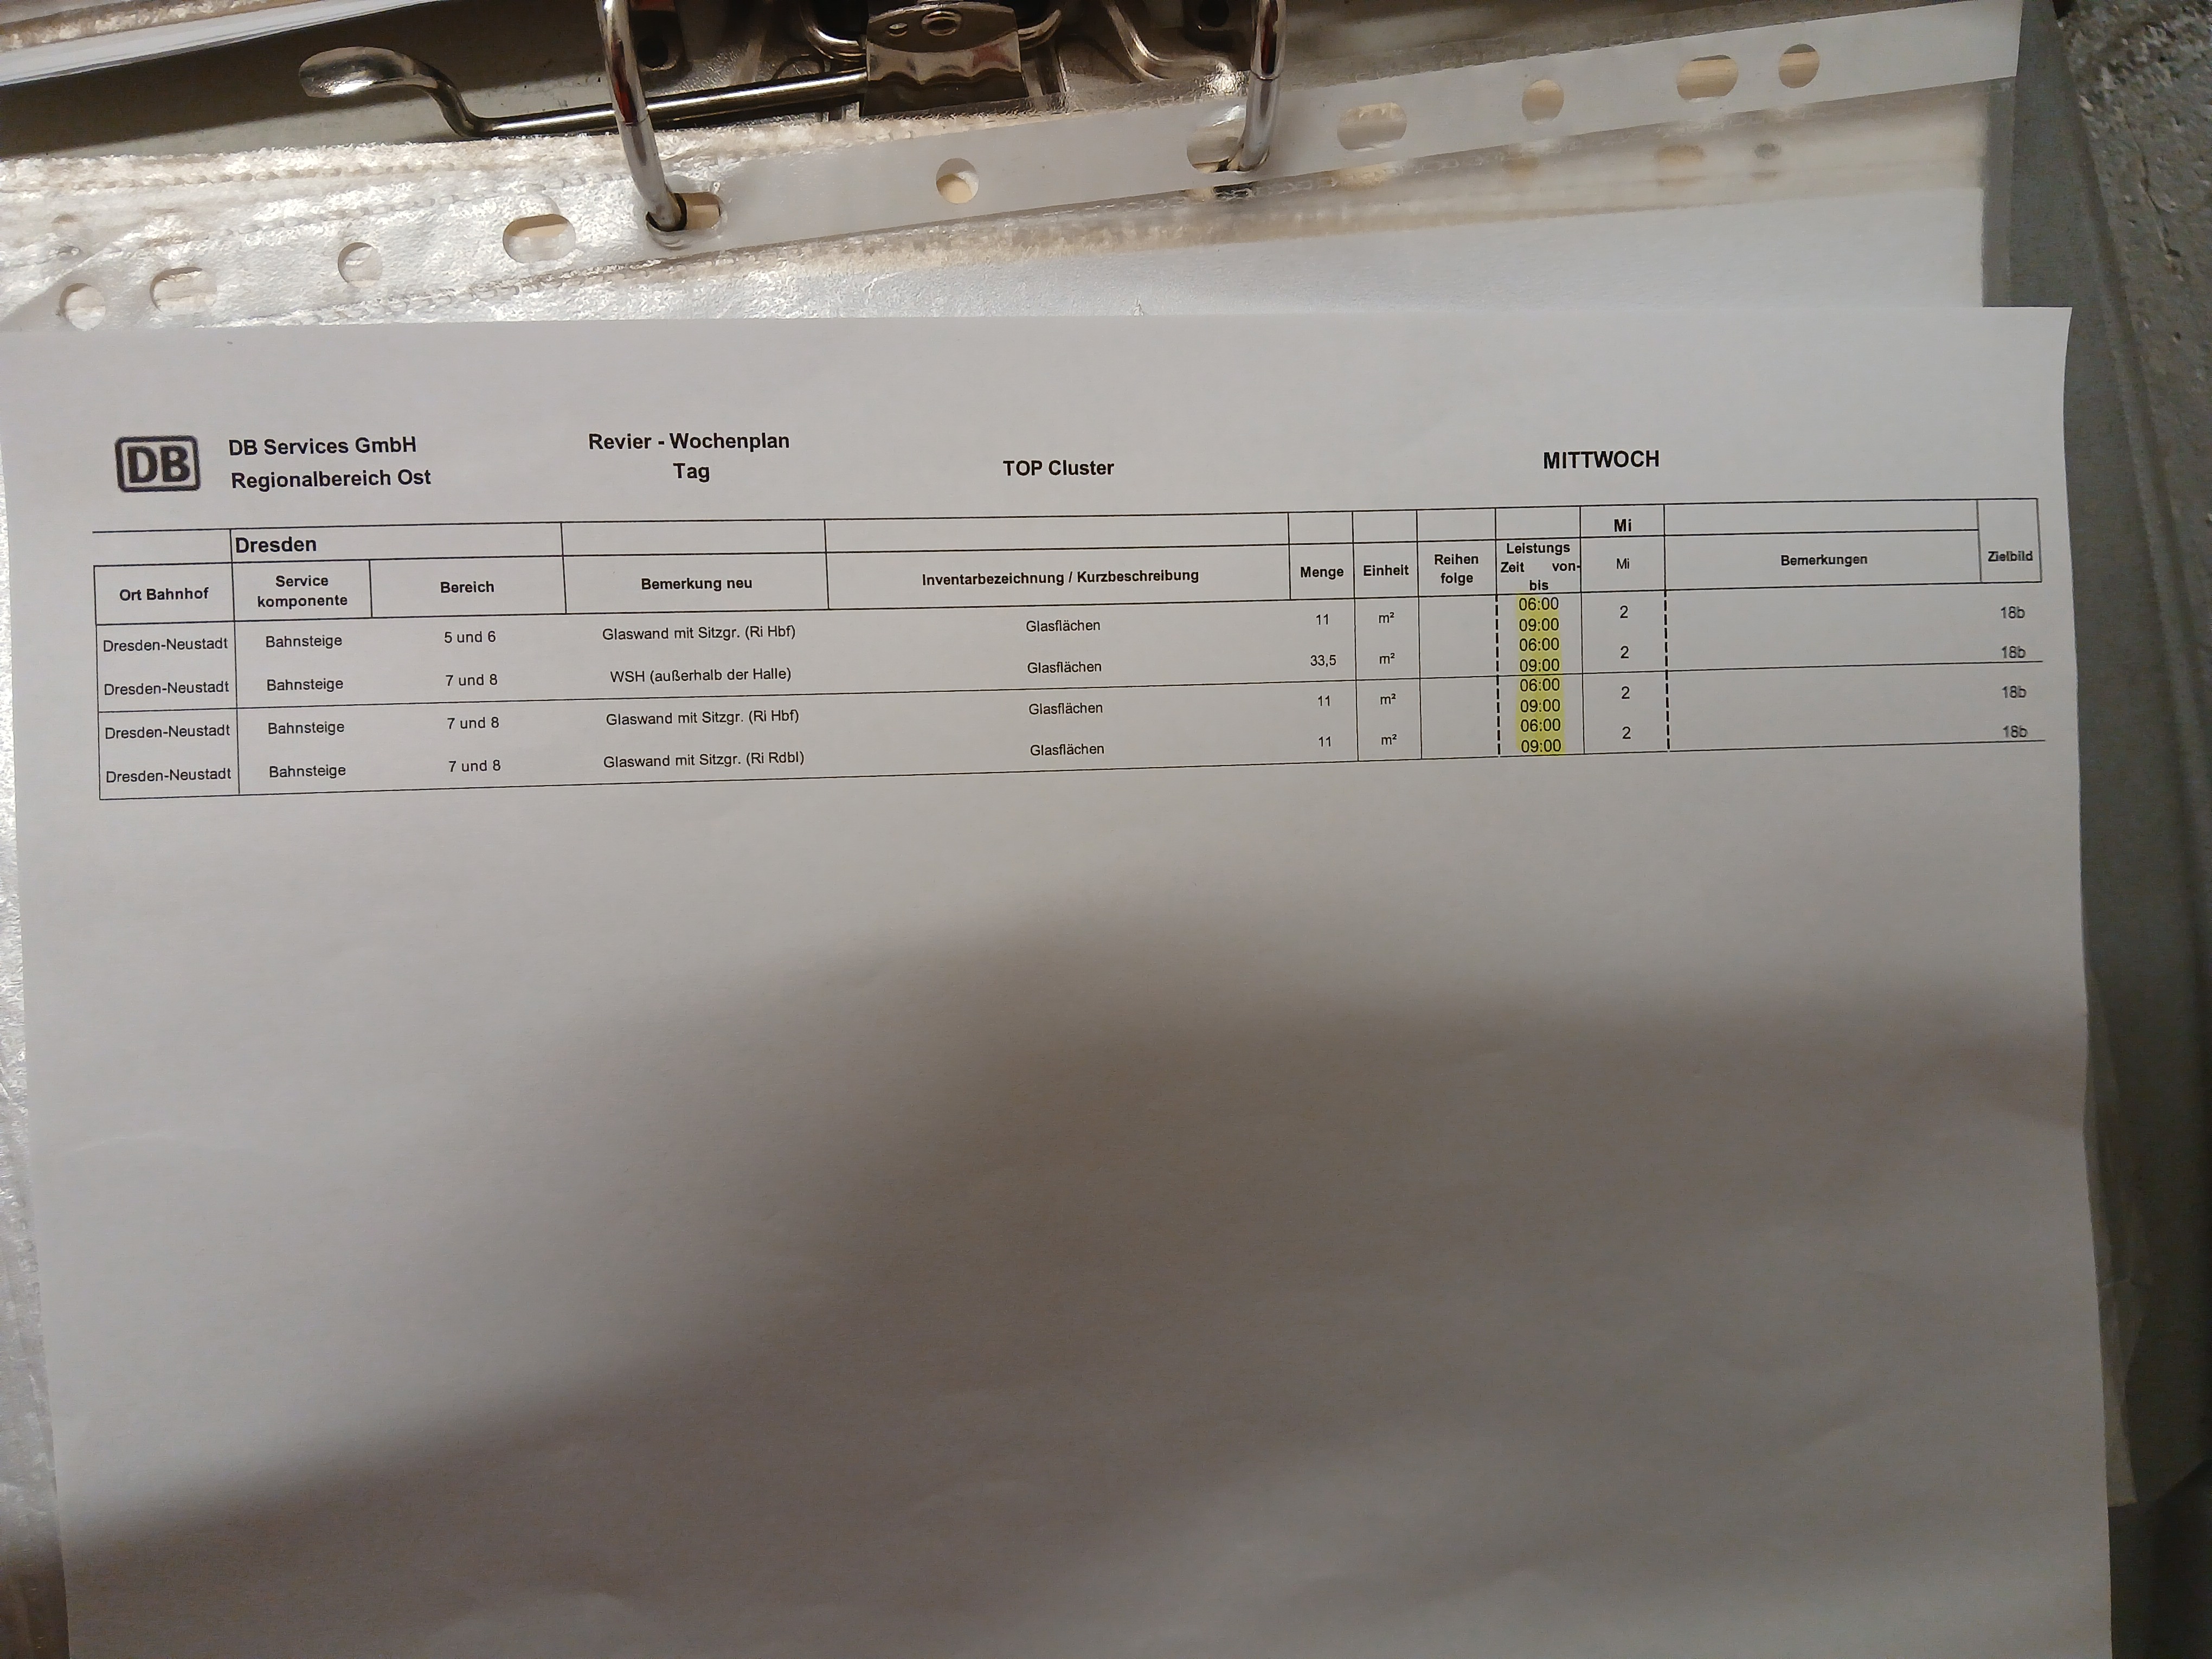 DB
DB Services GmbH
Regionalbereich Ost
Revier - Wochenplan
Tag
TOP Cluster
MITTWOCH
Dresden
Mi
Ort Bahnhof Service komponente Bereich Bemerkung neu Inventarbezeichnung / Kurzbeschreibung Menge Einheit Reihen folge Leistungs Zeit von- bis Mi Bemerkungen Zielbild
Dresden-Neustadt Bahnsteige 5 und 6 Glaswand mit Sitzgr. (Ri Hbf) Glasflächen 11 m² 06:00 09:00 2 18b
Dresden-Neustadt Bahnsteige 7 und 8 WSH (außerhalb der Halle) Glasflächen 33,5 m² 06:00 09:00 2 18b
Dresden-Neustadt Bahnsteige 7 und 8 Glaswand mit Sitzgr. (Ri Hbf) Glasflächen 11 m² 06:00 09:00 2 18b
Dresden-Neustadt Bahnsteige 7 und 8 Glaswand mit Sitzgr. (Ri Rdbl) Glasflächen 11 m² 06:00 09:00 2 18b